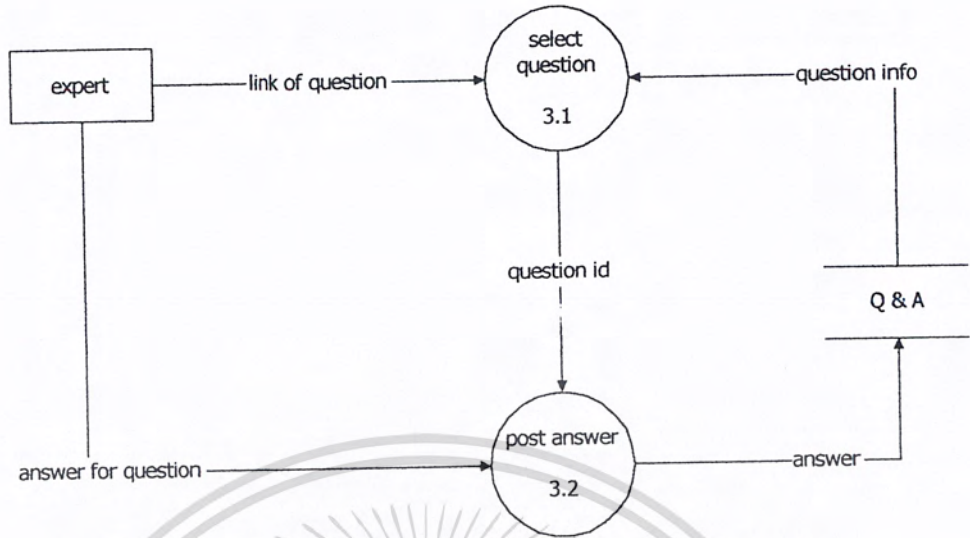 select
question
3.1
expert
link of question
question info
question id
Q & A
post answer
3.2
answer for question
answer